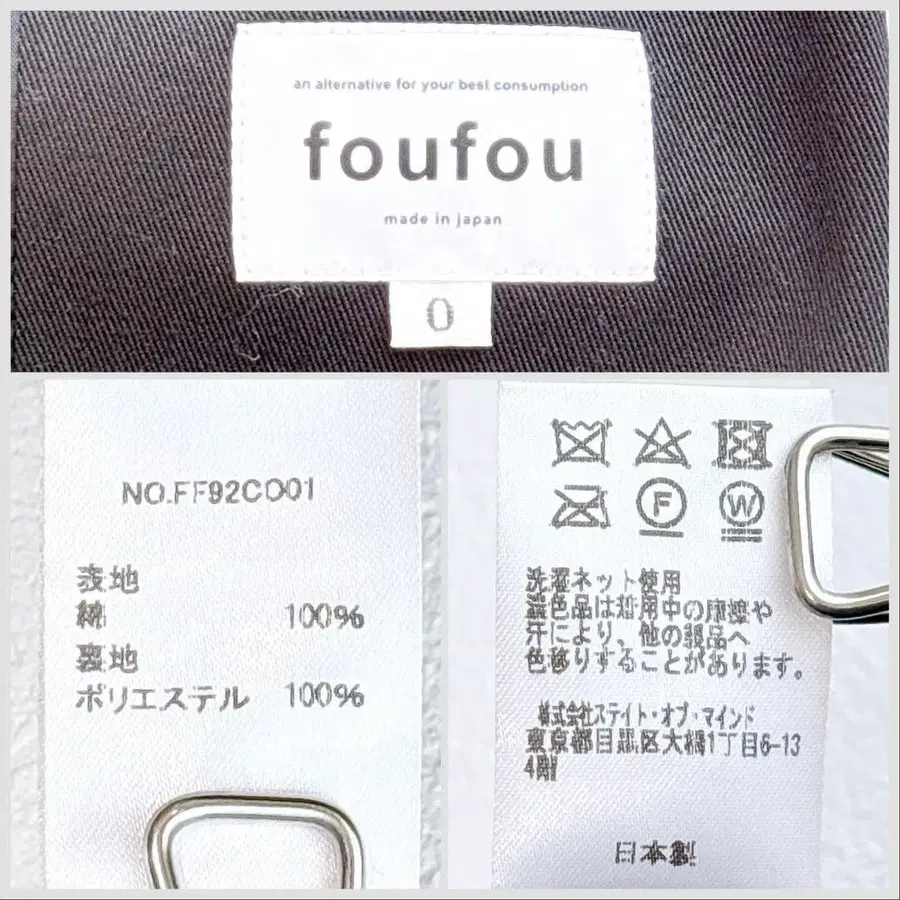 an alternative for your best consumption
foufou
made in japan
0
NO.FF92CO01
表地
綿 100%
裏地
ポリエステル 100%
F
W
洗濯ネット使用
濃色品は着用中の摩擦や
汗により、他の製品へ
色移りすることがあります。
株式会社ステイト・オブ・マインド
東京都目黒区大橋1丁目6-13
4階
日本製